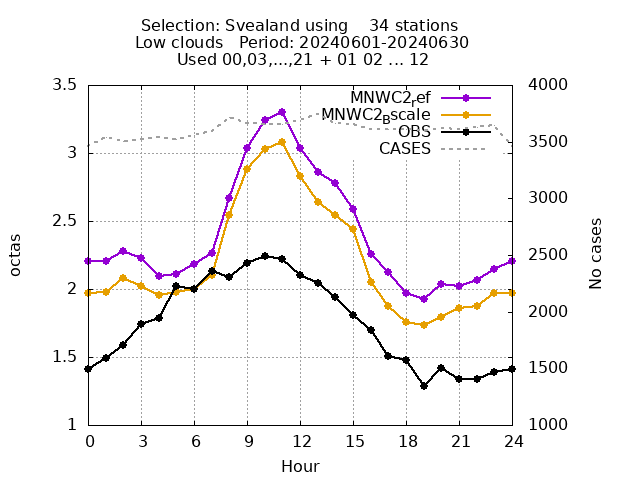 Selection: Svealand using    34 stations
Low clouds   Period: 20240601-20240630
Used 00,03,...,21 + 01 02 ... 12
3.5
3
2.5
2
1.5
1
octas
4000
3500
3000
2500
2000
1500
1000
No cases
MNWC2ref
MNWC2Bscale
OBS
CASES
0 3 6 9 12 15 18 21 24
Hour